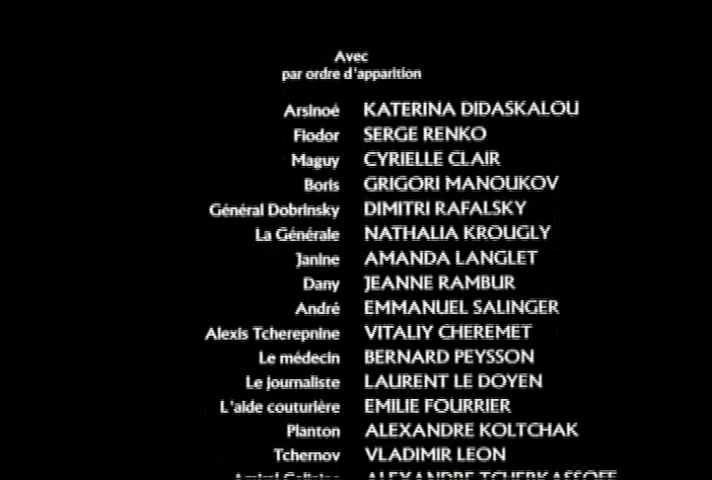 Avec
par ordre d'apparition
Arsinoé KATERINA DIDASKALOU
Fiodor SERGE RENKO
Maguy CYRIELLE CLAIR
Boris GRIGORI MANOUKOV
Général Dobrinsky DIMITRI RAFALSKY
La Générale NATHALIA KROUGLY
Janine AMANDA LANGLET
Dany JEANNE RAMBUR
André EMMANUEL SALINGER
Alexis Tcherepnine VITALIY CHEREMET
Le médecin BERNARD PEYSSON
Le journaliste LAURENT LE DOYEN
L'aide couturière EMILIE FOURRIER
Planton ALEXANDRE KOLTCHAK
Tchernov VLADIMIR LEON
ALEXANDRE TCHERKASSOFF